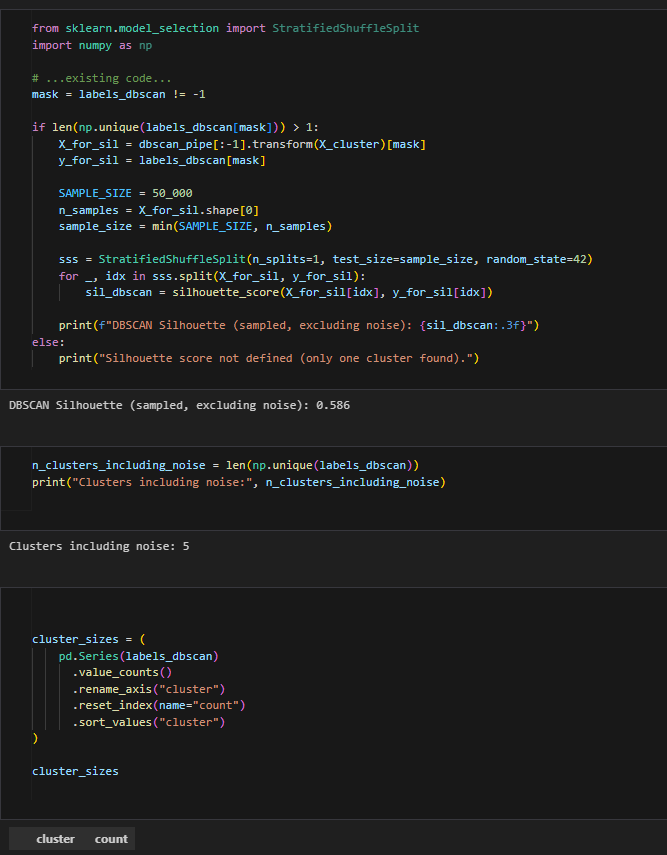 from sklearn.model_selection import StratifiedShuffleSplit
import numpy as np
# ...existing code...
mask = labels_dbscan != -1
if len(np.unique(labels_dbscan[mask])) > 1:
    X_for_sil = dbscan_pipe[:-1].transform(X_cluster)[mask]
    y_for_sil = labels_dbscan[mask]
    SAMPLE_SIZE = 50_000
    n_samples = X_for_sil.shape[0]
    sample_size = min(SAMPLE_SIZE, n_samples)
    sss = StratifiedShuffleSplit(n_splits=1, test_size=sample_size, random_state=42)
    for _, idx in sss.split(X_for_sil, y_for_sil):
        sil_dbscan = silhouette_score(X_for_sil[idx], y_for_sil[idx])
    print(f"DBSCAN Silhouette (sampled, excluding noise): {sil_dbscan:.3f}")
else:
    print("Silhouette score not defined (only one cluster found).")
DBSCAN Silhouette (sampled, excluding noise): 0.586
n_clusters_including_noise = len(np.unique(labels_dbscan))
print("Clusters including noise:", n_clusters_including_noise)
Clusters including noise: 5
cluster_sizes = (
    pd.Series(labels_dbscan)
      .value_counts()
      .rename_axis("cluster")
      .reset_index(name="count")
      .sort_values("cluster")
)
cluster_sizes
cluster count